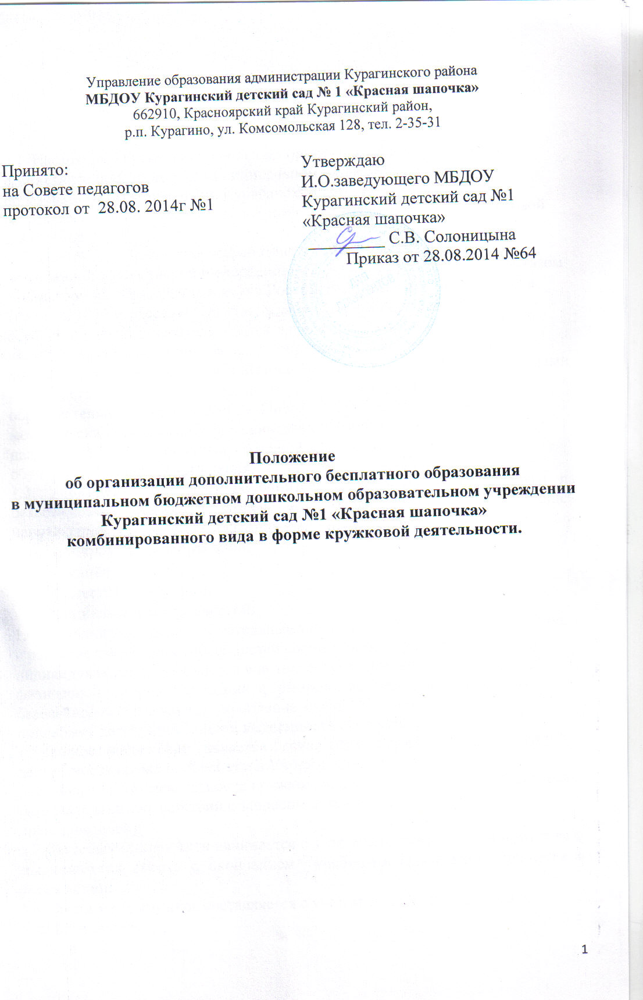 Управление образования администрации Курагинского района
МБДОУ Курагинский детский сад № 1 «Красная шапочка»
662910, Красноярский край Курагинский район,
р.п. Курагино, ул. Комсомольская 128, тел. 2-35-31
Принято:
на Совете педагогов
протокол от 28.08. 2014г №1
Утверждаю
И.О.заведующего МБДОУ
Курагинский детский сад №1
«Красная шапочка»
_________ С.В. Солоницына
Приказ от 28.08.2014 №64
Положение
об организации дополнительного бесплатного образования
в муниципальном бюджетном дошкольном образовательном учреждении
Курагинский детский сад №1 «Красная шапочка»
комбинированного вида в форме кружковой деятельности.
1